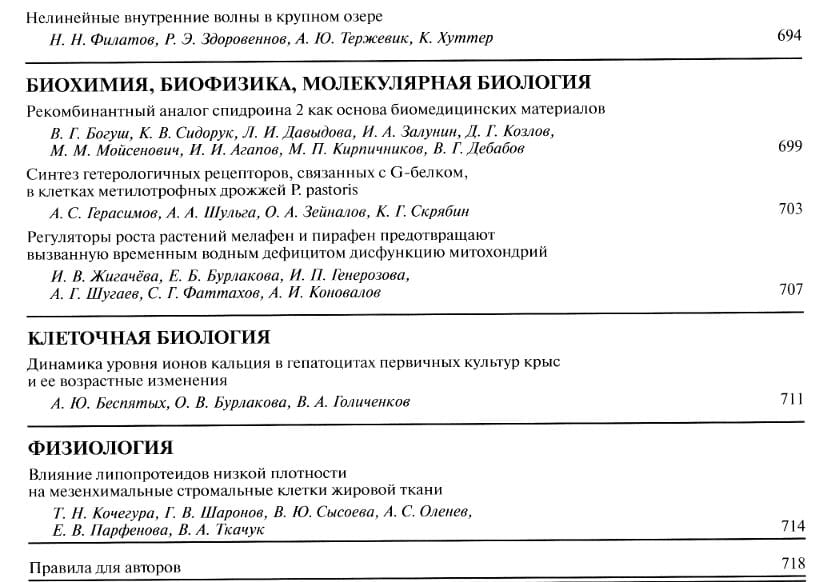 Нелинейные внутренние волны в крупном озере
Н. Н. Филатов, Р. Э. Здоровеннов, А. Ю. Тержевик, К. Хуттер 694
БИОХИМИЯ, БИОФИЗИКА, МОЛЕКУЛЯРНАЯ БИОЛОГИЯ
Рекомбинантный аналог спидроина 2 как основа биомедицинских материалов
В. Г. Богуш, К. В. Сидорук, Л. И. Давыдова, И. А. Залунин, Д. Г. Козлов,
М. М. Мойсенович, И. И. Агапов, М. П. Кирпичников, В. Г. Дебабов 699
Синтез гетерологичных рецепторов, связанных с G-белком,
в клетках метилотрофных дрожжей P. pastoris
А. С. Герасимов, А. А. Шульга, О. А. Зейналов, К. Г. Скрябин 703
Регуляторы роста растений мелафен и пирафен предотвращают
вызванную временным водным дефицитом дисфункцию митохондрий
И. В. Жигачёва, Е. Б. Бурлакова, И. П. Генерозова,
А. Г. Шугаев, С. Г. Фаттахов, А. И. Коновалов 707
КЛЕТОЧНАЯ БИОЛОГИЯ
Динамика уровня ионов кальция в гепатоцитах первичных культур крыс
и ее возрастные изменения
А. Ю. Беспятых, О. В. Бурлакова, В. А. Голиченков 711
ФИЗИОЛОГИЯ
Влияние липопротеидов низкой плотности
на мезенхимальные стромальные клетки жировой ткани
Т. Н. Кочегура, Г. В. Шаронов, В. Ю. Сысоева, А. С. Оленев,
Е. В. Парфенова, В. А. Ткачук 714
Правила для авторов 718